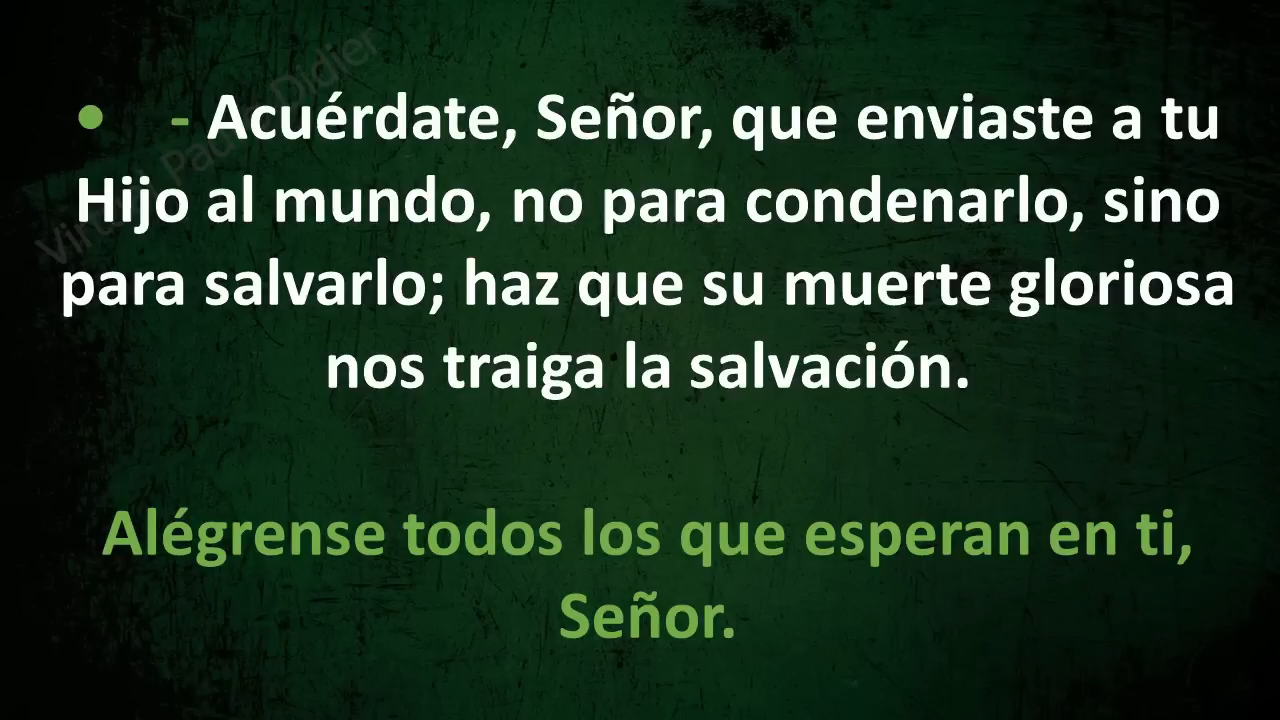 • - Acuérdate, Señor, que enviaste a tu
Hijo al mundo, no para condenarlo, sino
para salvarlo; haz que su muerte gloriosa
nos traiga la salvación.
Alégrense todos los que esperan en ti,
Señor.
Didier